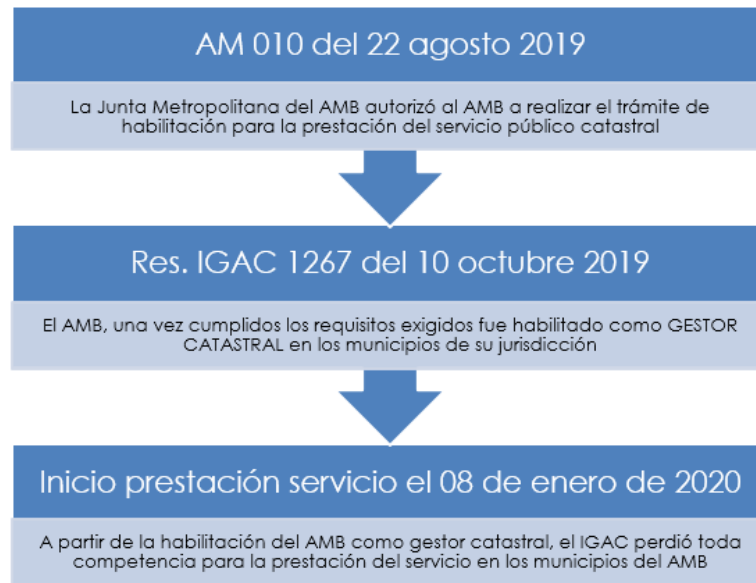 AM 010 del 22 agosto 2019
La Junta Metropolitana del AMB autorizó al AMB a realizar el trámite de
habilitación para la prestación del servicio público catastral
Res. IGAC 1267 del 10 octubre 2019
El AMB, una vez cumplidos los requisitos exigidos fue habilitado como GESTOR
CATASTRAL en los municipios de su jurisdicción
Inicio prestación servicio el 08 de enero de 2020
A partir de la habilitación del AMB como gestor catastral, el IGAC perdió toda
competencia para la prestación del servicio en los municipios del AMB